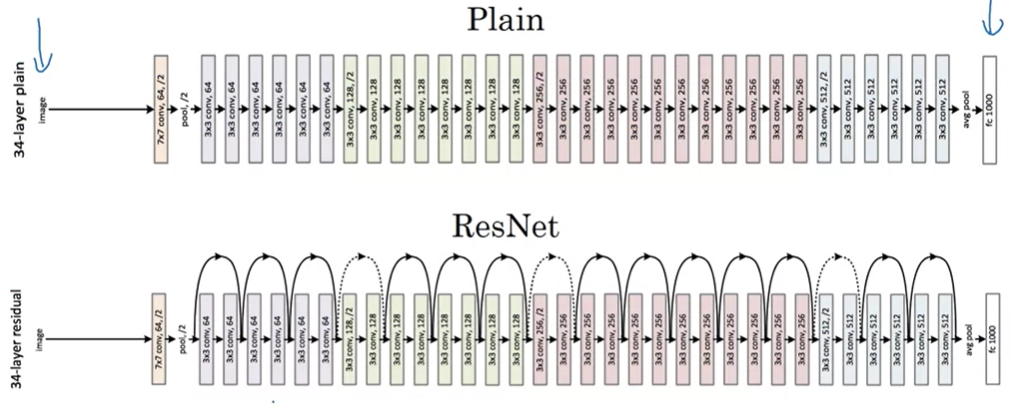 Plain
34-layer plain
image
7x7 conv, 64, /2
pool, /2
3x3 conv, 64
3x3 conv, 64
3x3 conv, 64
3x3 conv, 64
3x3 conv, 64
3x3 conv, 64
3x3 conv, 128, /2
3x3 conv, 128
3x3 conv, 128
3x3 conv, 128
3x3 conv, 128
3x3 conv, 128
3x3 conv, 128
3x3 conv, 128
3x3 conv, 256, /2
3x3 conv, 256
3x3 conv, 256
3x3 conv, 256
3x3 conv, 256
3x3 conv, 256
3x3 conv, 256
3x3 conv, 256
3x3 conv, 256
3x3 conv, 256
3x3 conv, 256
3x3 conv, 256
3x3 conv, 512, /2
3x3 conv, 512
3x3 conv, 512
3x3 conv, 512
3x3 conv, 512
3x3 conv, 512
avg pool
fc 1000
ResNet
34-layer residual
image
7x7 conv, 64, /2
pool, /2
3x3 conv, 64
3x3 conv, 64
3x3 conv, 64
3x3 conv, 64
3x3 conv, 64
3x3 conv, 64
3x3 conv, 128, /2
3x3 conv, 128
3x3 conv, 128
3x3 conv, 128
3x3 conv, 128
3x3 conv, 128
3x3 conv, 128
3x3 conv, 128
3x3 conv, 256, /2
3x3 conv, 256
3x3 conv, 256
3x3 conv, 256
3x3 conv, 256
3x3 conv, 256
3x3 conv, 256
3x3 conv, 256
3x3 conv, 256
3x3 conv, 256
3x3 conv, 256
3x3 conv, 256
3x3 conv, 512, /2
3x3 conv, 512
3x3 conv, 512
3x3 conv, 512
3x3 conv, 512
3x3 conv, 512
avg pool
fc 1000